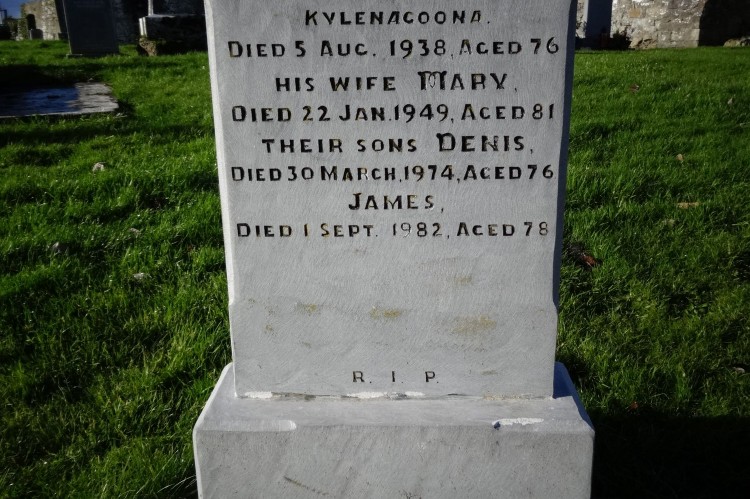 KYLENAGOONA.
DIED 5 AUG. 1938, AGED 76
HIS WIFE MARY,
DIED 22 JAN. 1949, AGED 81
THEIR SONS DENIS,
DIED 30 MARCH, 1974, AGED 76
JAMES,
DIED 1 SEPT. 1982, AGED 78
R. I P.